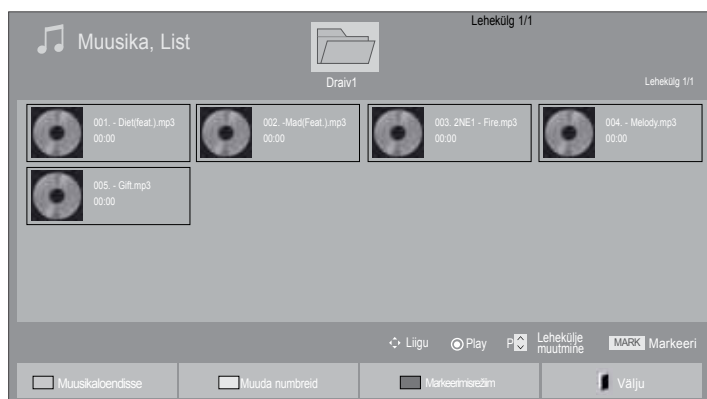 Lehekülg 1/1
Muusika, List
Draiv1
Lehekülg 1/1
001. - Diet(feat.).mp3
00:00
002. -Mad(Feat.).mp3
00:00
003. 2NE1 - Fire.mp3
00:00
004. - Melody.mp3
00:00
005. - Gift.mp3
00:00
Liigu
Play
P
Lehekülje
muutmine
MARK Markeeri
Muusikaloendisse
Muuda numbreid
Markeerimisrežiim
Välju